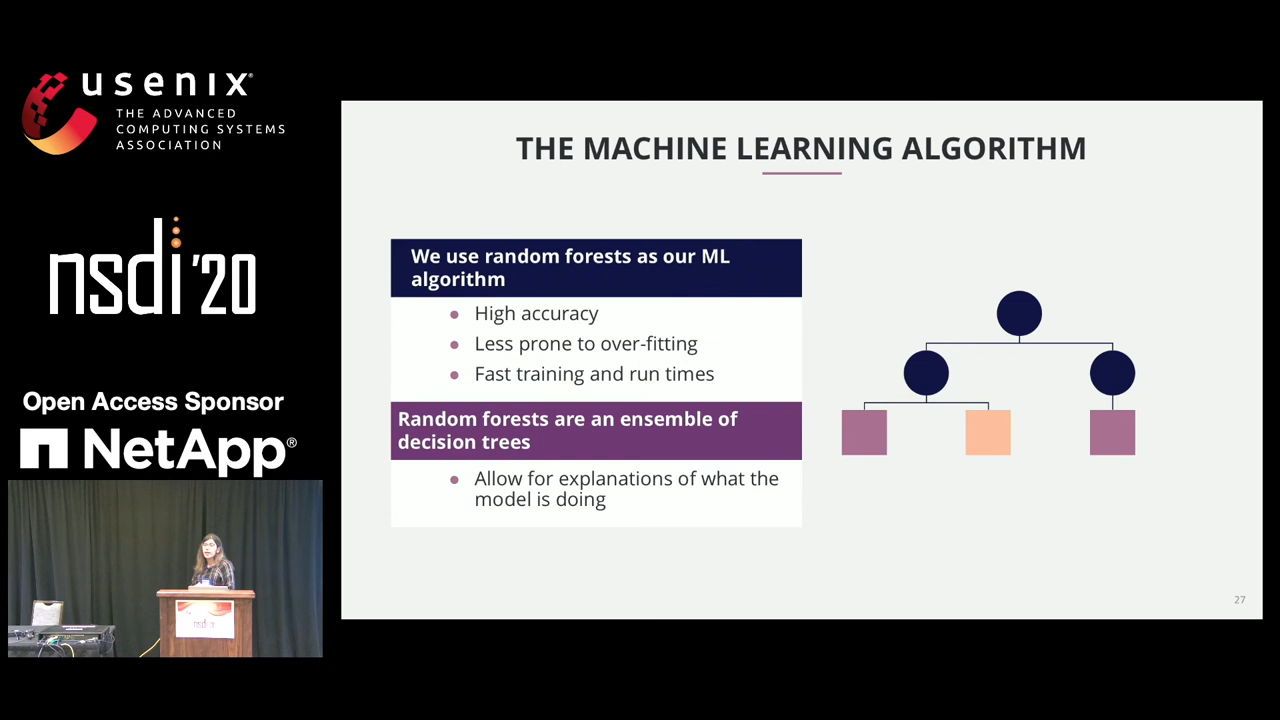 usenix®
THE ADVANCED
COMPUTING SYSTEMS
ASSOCIATION
nsdi '20
Open Access Sponsor
NetApp®
nsdi
THE MACHINE LEARNING ALGORITHM
We use random forests as our ML
algorithm
● High accuracy
● Less prone to over-fitting
● Fast training and run times
Random forests are an ensemble of
decision trees
● Allow for explanations of what the
model is doing
27